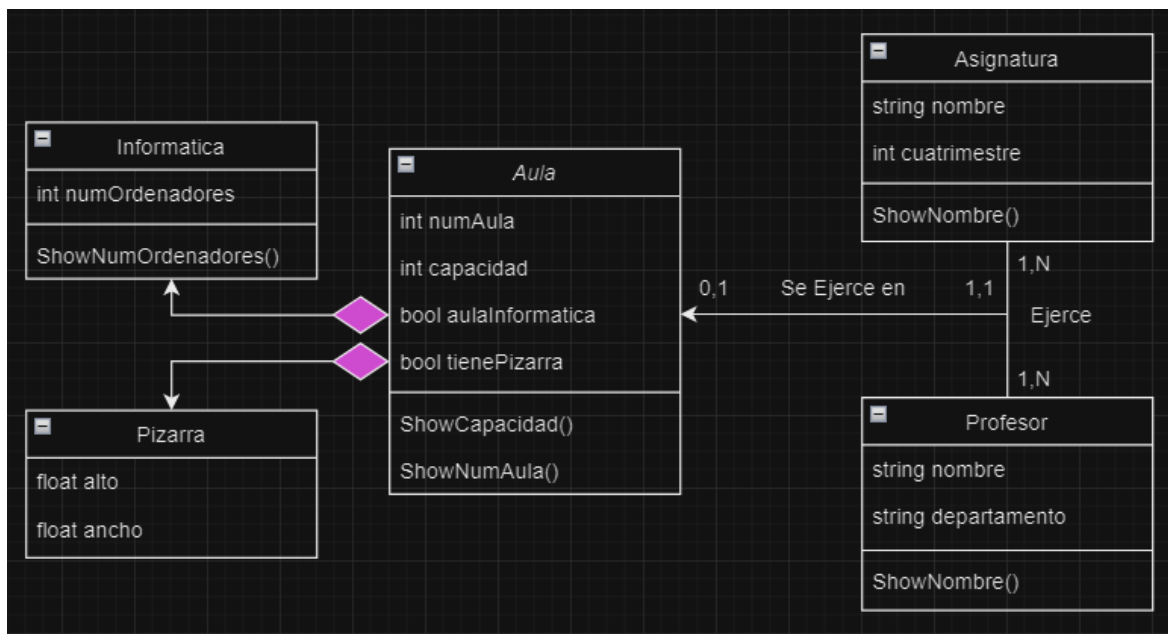 Informatica
int numOrdenadores
ShowNumOrdenadores()
Pizarra
float alto
float ancho
Aula
int numAula
int capacidad
bool aulaInformatica
bool tienePizarra
ShowCapacidad()
ShowNumAula()
0,1 Se Ejerce en 1,1
Asignatura
string nombre
int cuatrimestre
ShowNombre()
1,N
Ejerce
1,N
Profesor
string nombre
string departamento
ShowNombre()